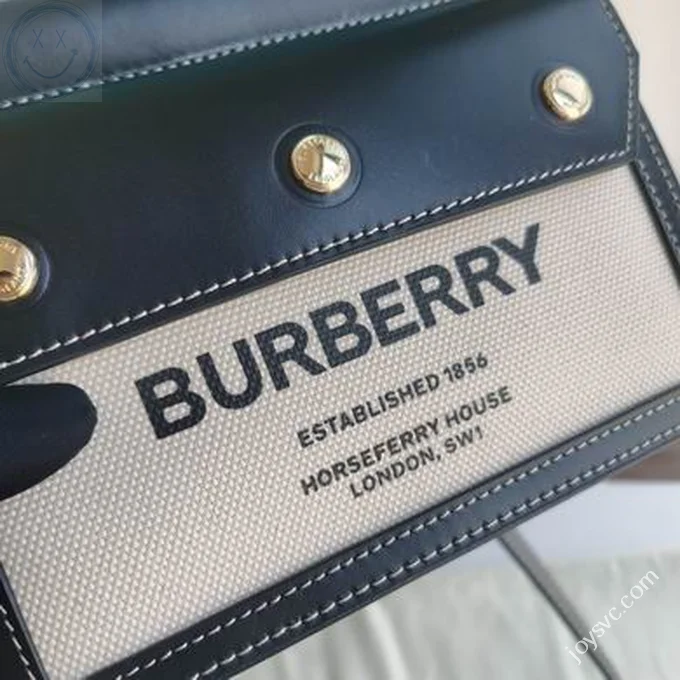 BURBERRY
ESTABLISHED 1856
HORSEFERRY HOUSE
LONDON, SW1
joysvc.com